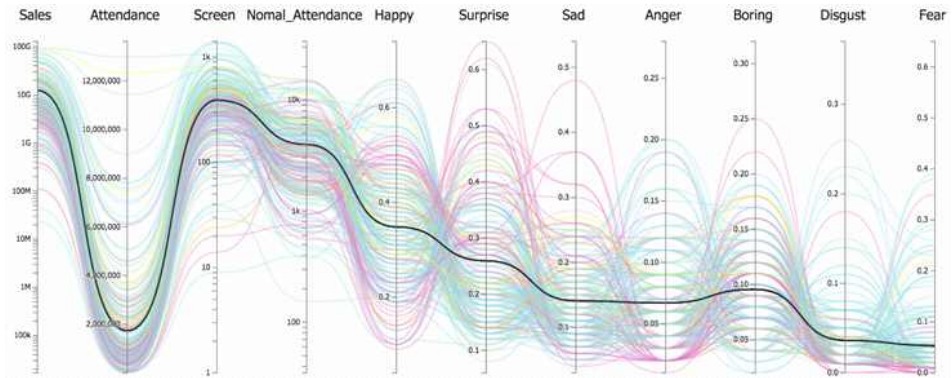 Sales Attendance Screen Nomal_Attendance Happy Surprise Sad Anger Boring Disgust Fear
100G 12,000,000 1k 10k 0.6 0.6 0.5 0.25 0.30 0.3 0.6
10G 10,000,000 100 1k 0.4 0.5 0.4 0.20 0.25 0.2 0.5
1G 8,000,000 10 100 0.2 0.4 0.3 0.15 0.20 0.1 0.4
100M 6,000,000 1 0.3 0.2 0.10 0.15 0.0 0.3
10M 4,000,000 0.2 0.1 0.05 0.10 0.2
1M 2,000,000 0.1 0.05 0.1
100k 0.0